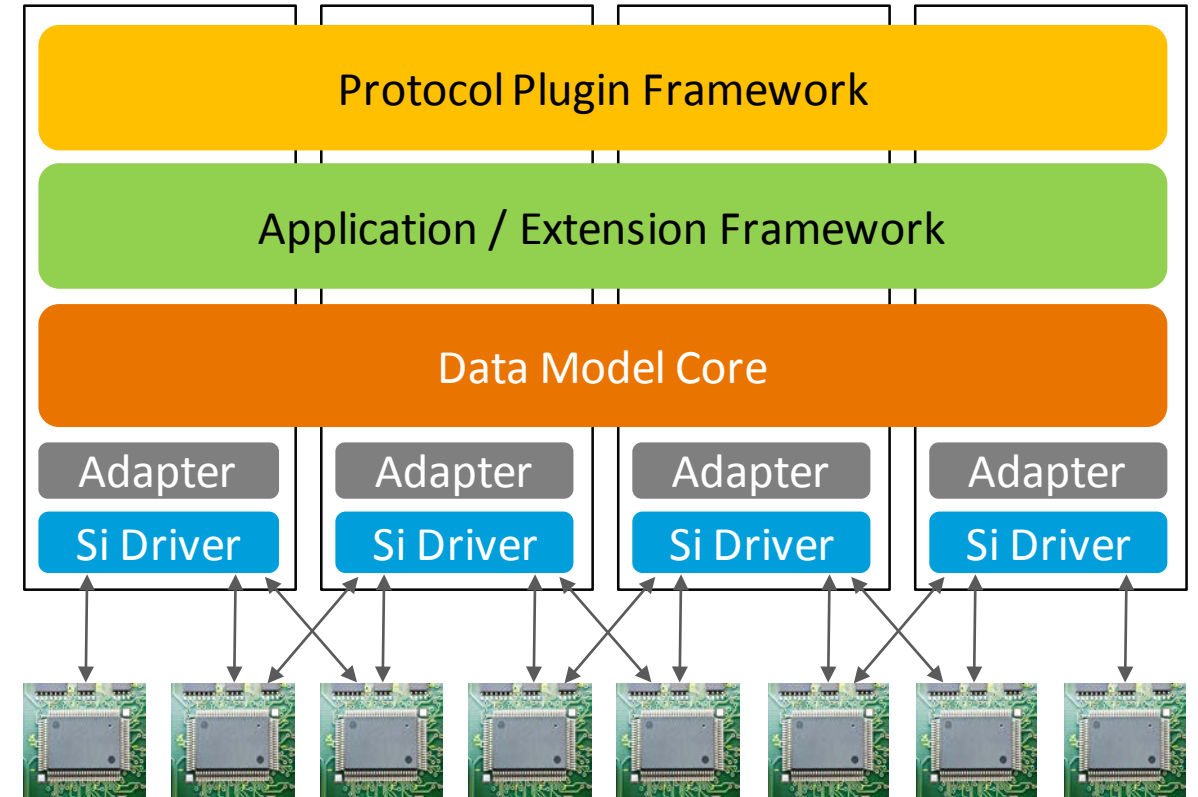 Protocol Plugin Framework
Application / Extension Framework
Data Model Core
Adapter Adapter Adapter Adapter
Si Driver Si Driver Si Driver Si Driver